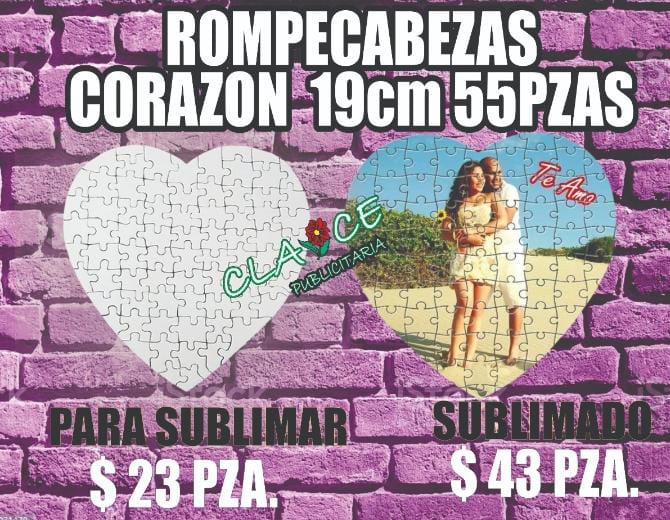 ROMPECABEZAS
CORAZON 19cm 55PZAS
Te Amo
CLA CE
PUBLICITARIA
PARA SUBLIMAR
SUBLIMADO
$ 23 PZA.
$ 43 PZA.